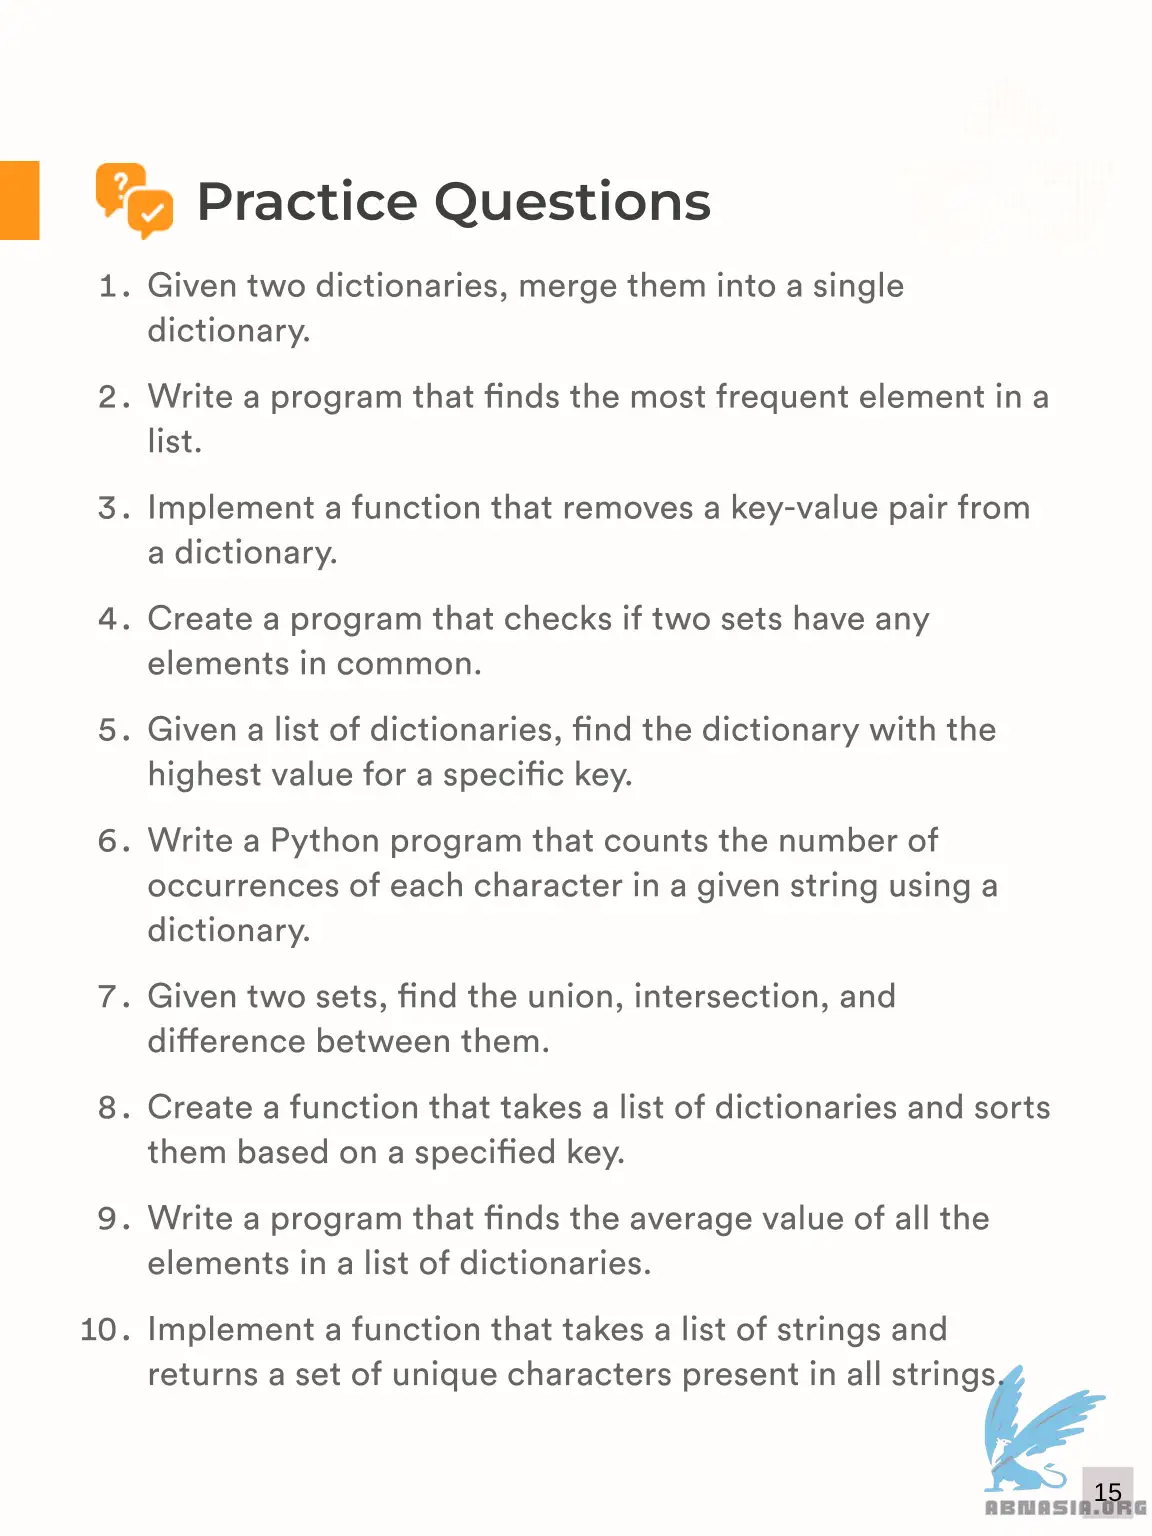 Practice Questions
1. Given two dictionaries, merge them into a single
dictionary.
2. Write a program that finds the most frequent element in a
list.
3. Implement a function that removes a key-value pair from
a dictionary.
4. Create a program that checks if two sets have any
elements in common.
5. Given a list of dictionaries, find the dictionary with the
highest value for a specific key.
6. Write a Python program that counts the number of
occurrences of each character in a given string using a
dictionary.
7. Given two sets, find the union, intersection, and
difference between them.
8. Create a function that takes a list of dictionaries and sorts
them based on a specified key.
9. Write a program that finds the average value of all the
elements in a list of dictionaries.
10. Implement a function that takes a list of strings and
returns a set of unique characters present in all strings.
15
ABNASIA.ORG